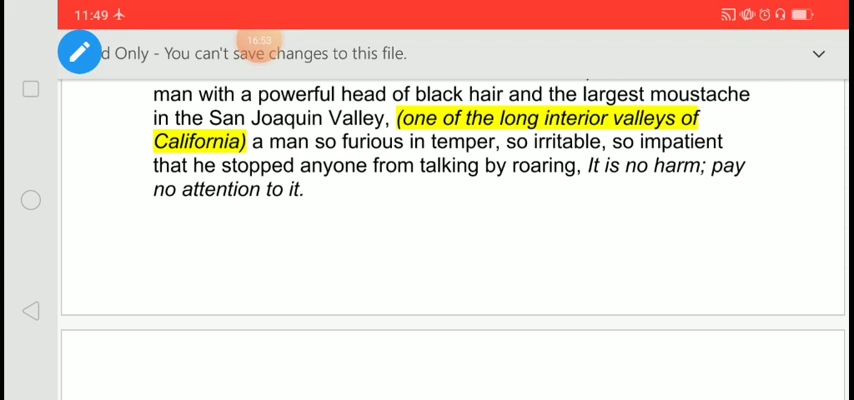 11:49
16:53
d Only - You can't save changes to this file.
man with a powerful head of black hair and the largest moustache
in the San Joaquin Valley, (one of the long interior valleys of
California) a man so furious in temper, so irritable, so impatient
that he stopped anyone from talking by roaring, It is no harm; pay
no attention to it.